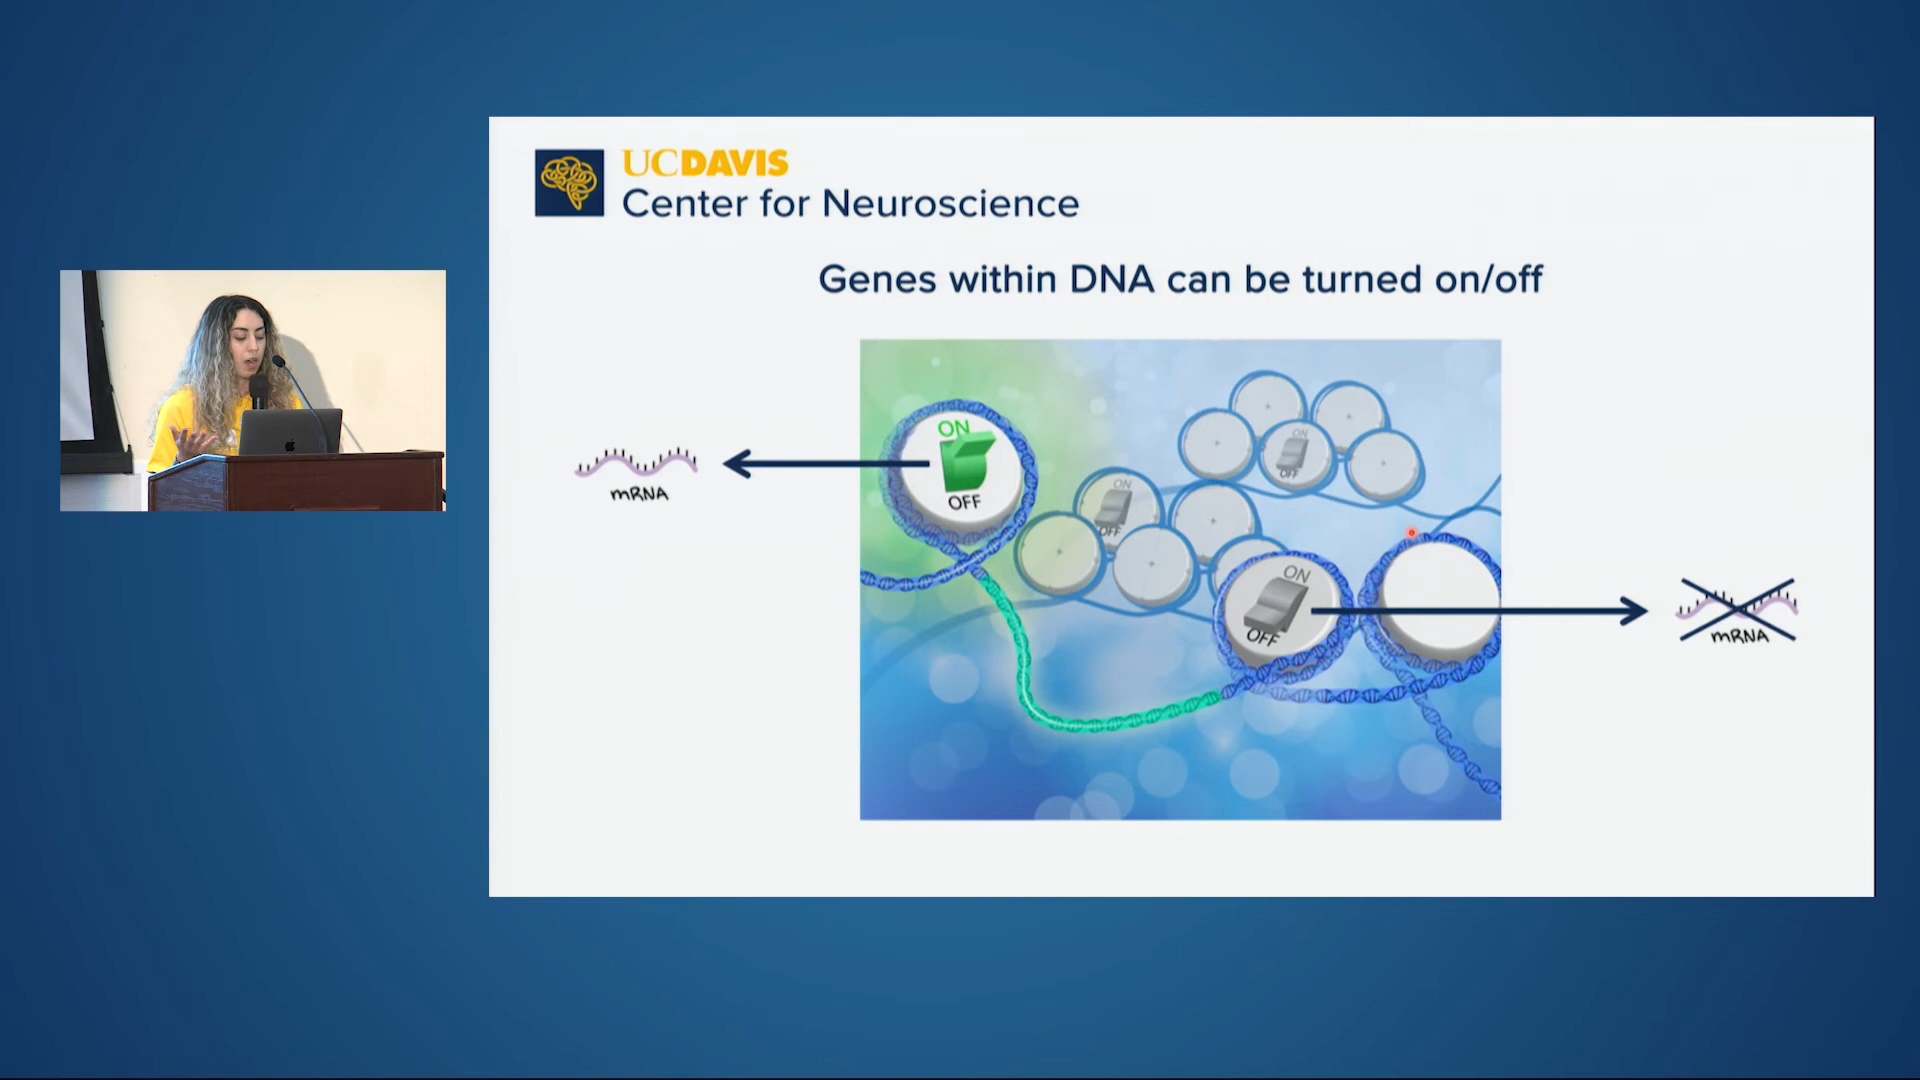 UCDAVIS
Center for Neuroscience
Genes within DNA can be turned on/off
ON
OFF
mRNA
ON
OFF
ON
OFF
ON
OFF
mRNA